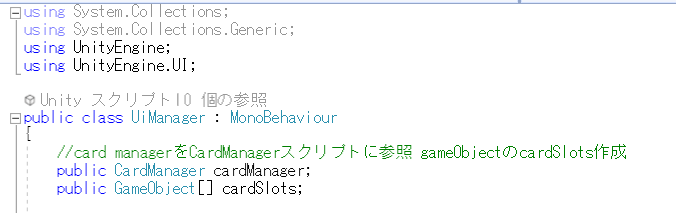 using System.Collections;
using System.Collections.Generic;
using UnityEngine;
using UnityEngine.UI;
Unity スクリプト|0 個の参照
public class UiManager : MonoBehaviour
{
//card managerをCardManagerスクリプトに参照 gameObjectのcardSlots作成
public CardManager cardManager;
public GameObject[] cardSlots;